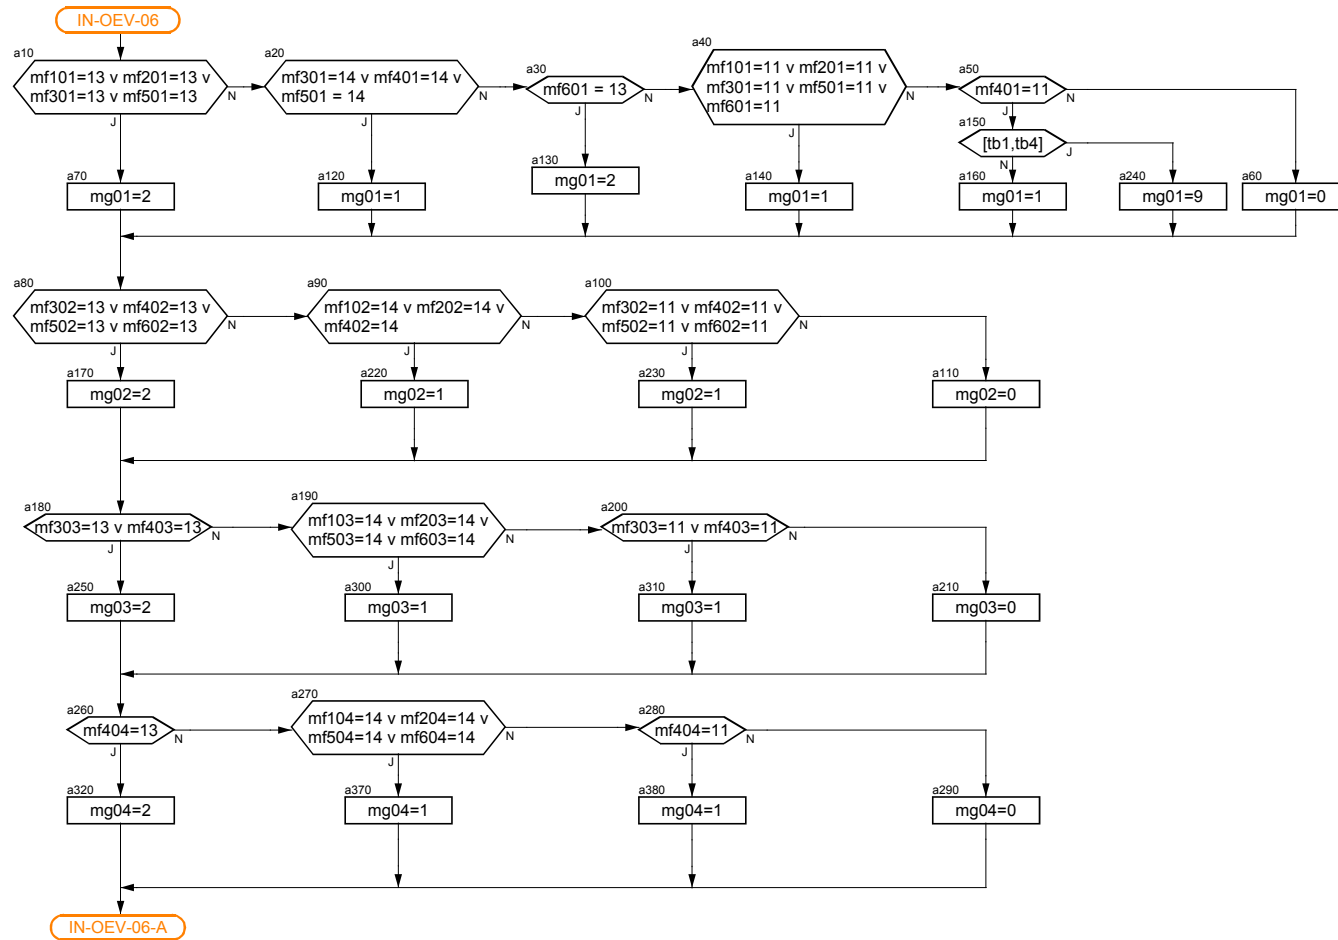 IN-OEV-06
a10
mf101=13 v mf201=13 v
mf301=13 v mf501=13
J
N
a20
mf301=14 v mf401=14 v
mf501 = 14
J
N
a30
mf601 = 13
J
N
a40
mf101=11 v mf201=11 v
mf301=11 v mf501=11 v
mf601=11
J
N
a50
mf401=11
J
N
a150
[tb1,tb4]
N
J
a70
mg01=2
a120
mg01=1
a130
mg01=2
a140
mg01=1
a160
mg01=1
a240
mg01=9
a60
mg01=0
a80
mf302=13 v mf402=13 v
mf502=13 v mf602=13
J
N
a90
mf102=14 v mf202=14 v
mf402=14
J
N
a100
mf302=11 v mf402=11 v
mf502=11 v mf602=11
J
N
a170
mg02=2
a220
mg02=1
a230
mg02=1
a110
mg02=0
a180
mf303=13 v mf403=13
J
N
a190
mf103=14 v mf203=14 v
mf503=14 v mf603=14
J
N
a200
mf303=11 v mf403=11
J
N
a250
mg03=2
a300
mg03=1
a310
mg03=1
a210
mg03=0
a260
mf404=13
J
N
a270
mf104=14 v mf204=14 v
mf504=14 v mf604=14
J
N
a280
mf404=11
J
N
a320
mg04=2
a370
mg04=1
a380
mg04=1
a290
mg04=0
IN-OEV-06-A